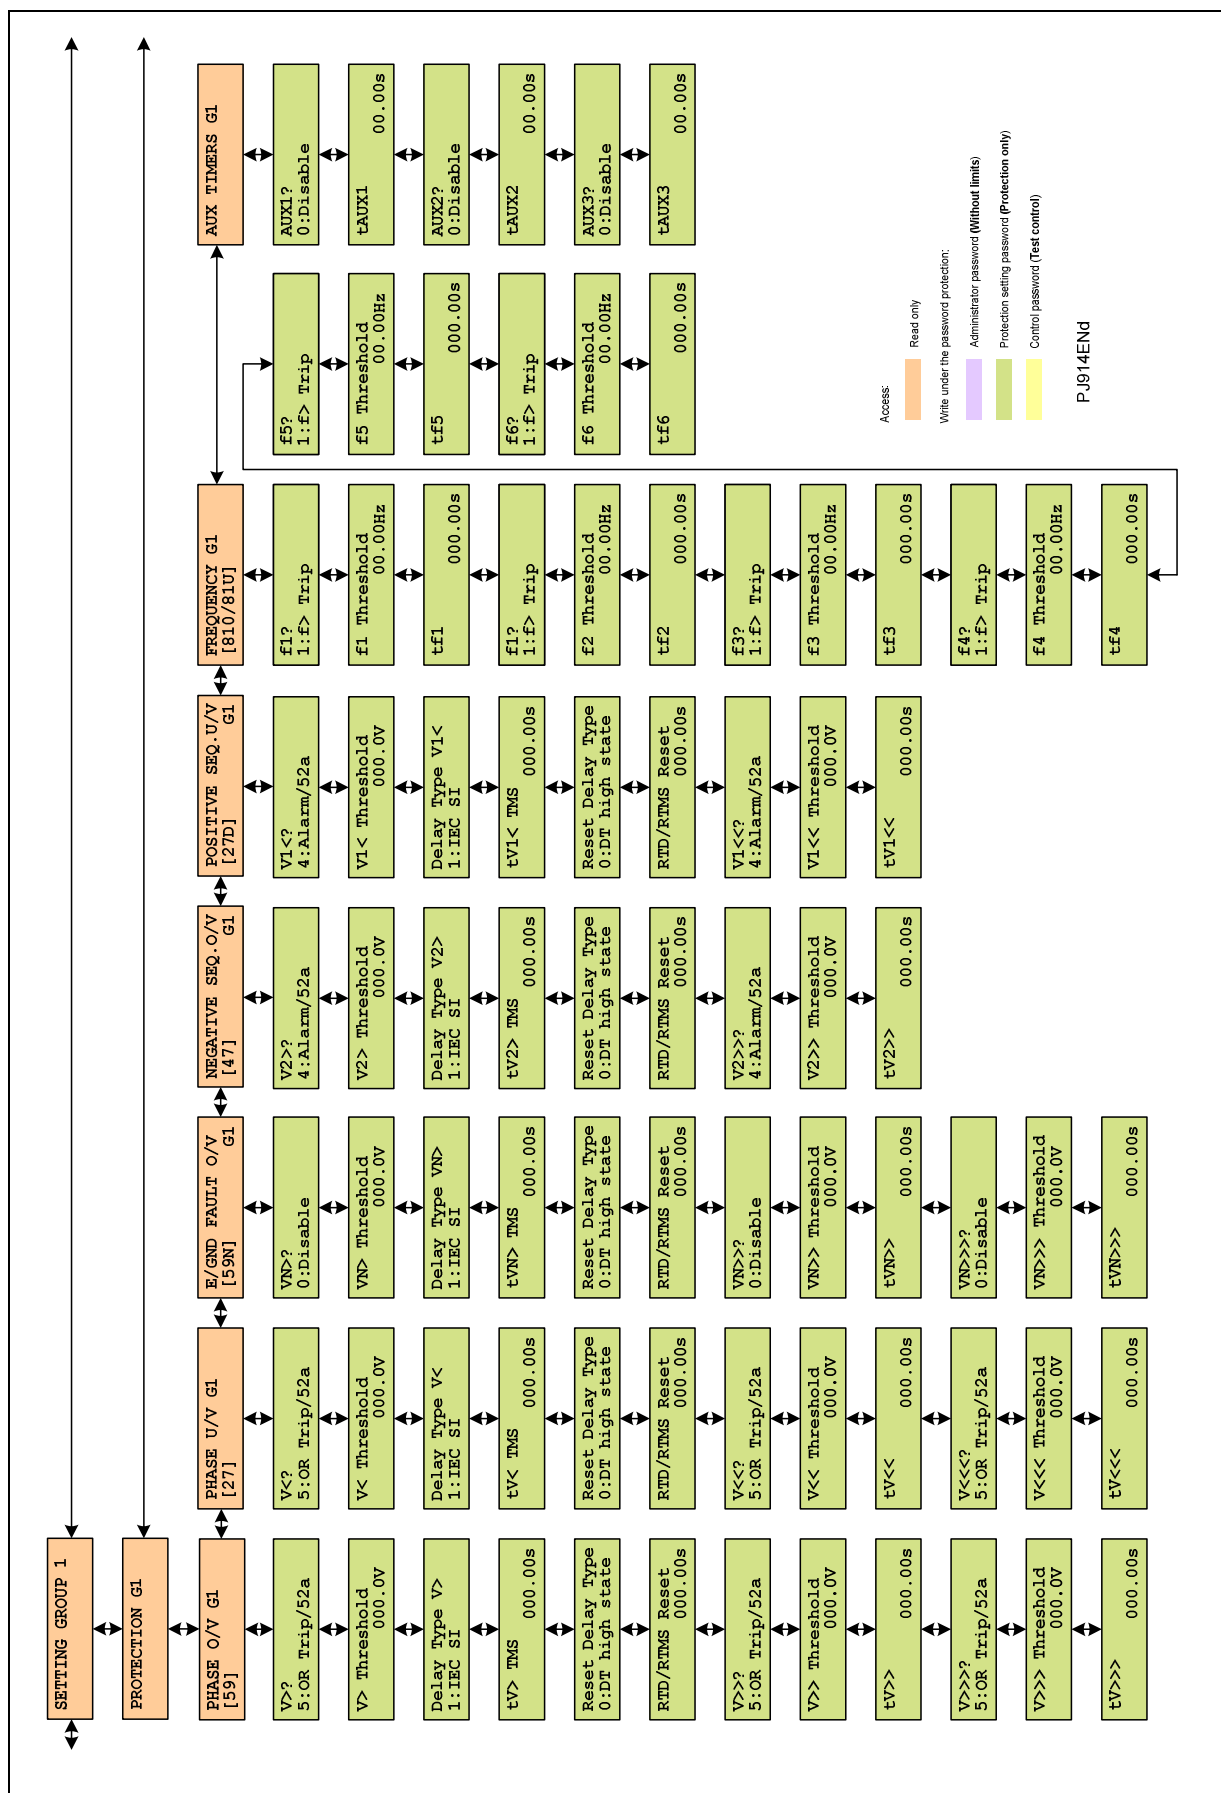 SETTING GROUP 1
PROTECTION G1
PHASE O/V G1
[59]
V>?
5:OR Trip/52a
V> Threshold
000.0V
Delay Type V>
1:IEC SI
tV> TMS
000.00s
Reset Delay Type
0:DT high state
RTD/RTMS Reset
000.00s
V>>?
5:OR Trip/52a
V>> Threshold
000.0V
tV>>
000.00s
V>>>?
5:OR Trip/52a
V>>> Threshold
000.0V
tV>>>
000.00s
PHASE U/V G1
[27]
V<?
5:OR Trip/52a
V< Threshold
000.0V
Delay Type V<
1:IEC SI
tV< TMS
000.00s
Reset Delay Type
0:DT high state
RTD/RTMS Reset
000.00s
V<<?
5:OR Trip/52a
V<< Threshold
000.0V
tV<<
000.00s
V<<<?
5:OR Trip/52a
V<<< Threshold
000.0V
tV<<<
000.00s
E/GND FAULT O/V
[59N] G1
VN>?
0:Disable
VN> Threshold
000.0V
Delay Type VN>
1:IEC SI
tVN> TMS
000.00s
Reset Delay Type
0:DT high state
RTD/RTMS Reset
000.00s
VN>>?
0:Disable
VN>> Threshold
000.0V
tVN>>
000.00s
VN>>>?
0:Disable
VN>>> Threshold
000.0V
tVN>>>
000.00s
NEGATIVE SEQ.O/V
[47] G1
V2>?
4:Alarm/52a
V2> Threshold
000.0V
Delay Type V2>
1:IEC SI
tV2> TMS
000.00s
Reset Delay Type
0:DT high state
RTD/RTMS Reset
000.00s
V2>>?
4:Alarm/52a
V2>> Threshold
000.0V
tV2>>
000.00s
POSITIVE SEQ.U/V
[27D] G1
V1<?
4:Alarm/52a
V1< Threshold
000.0V
Delay Type V1<
1:IEC SI
tV1< TMS
000.00s
Reset Delay Type
0:DT high state
RTD/RTMS Reset
000.00s
V1<<?
4:Alarm/52a
V1<< Threshold
000.0V
tV1<<
000.00s
FREQUENCY G1
[81O/81U]
f1?
1:f> Trip
f1 Threshold
00.00Hz
tf1
000.00s
f1?
1:f> Trip
f2 Threshold
00.00Hz
tf2
000.00s
f3?
1:f> Trip
f3 Threshold
00.00Hz
tf3
000.00s
f4?
1:f> Trip
f4 Threshold
00.00Hz
tf4
000.00s
f5?
1:f> Trip
f5 Threshold
00.00Hz
tf5
000.00s
f6?
1:f> Trip
f6 Threshold
00.00Hz
tf6
000.00s
AUX TIMERS G1
AUX1?
0:Disable
tAUX1
00.00s
AUX2?
0:Disable
tAUX2
00.00s
AUX3?
0:Disable
tAUX3
00.00s
Access:
Read only
Write under the password protection:
Administrator password (Without limits)
Protection setting password (Protection only)
Control password (Test control)
PJ914ENd